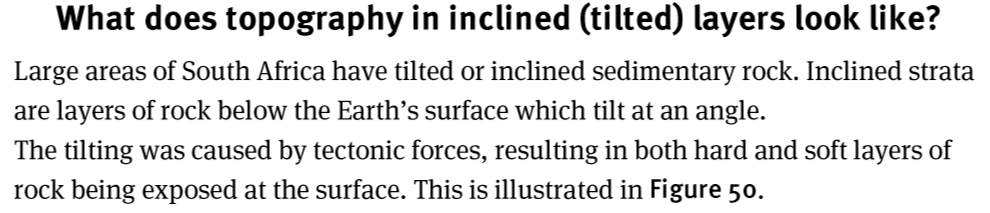 What does topography in inclined (tilted) layers look like?
Large areas of South Africa have tilted or inclined sedimentary rock. Inclined strata
are layers of rock below the Earth’s surface which tilt at an angle.
The tilting was caused by tectonic forces, resulting in both hard and soft layers of
rock being exposed at the surface. This is illustrated in Figure 50.